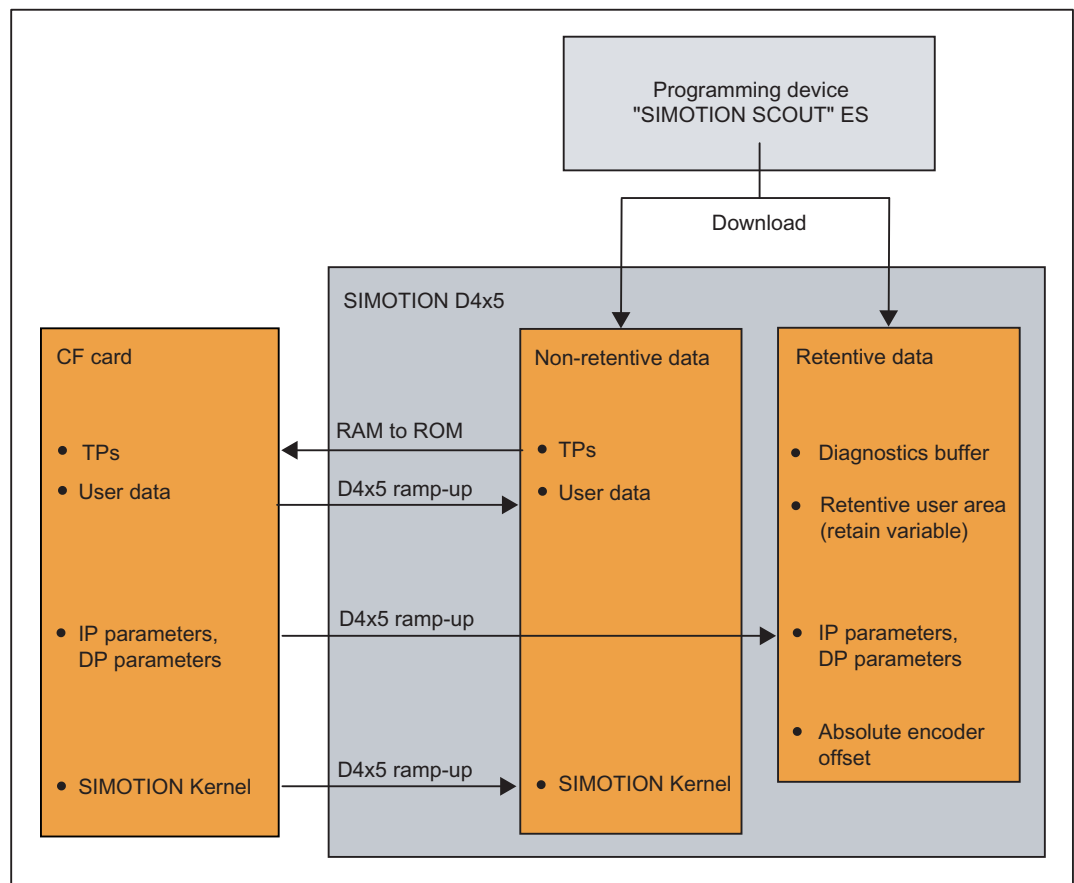 Programming device
"SIMOTION SCOUT" ES
Download
SIMOTION D4x5
CF card
• TPs
• User data
• IP parameters,
DP parameters
• SIMOTION Kernel
RAM to ROM
D4x5 ramp-up
D4x5 ramp-up
D4x5 ramp-up
Non-retentive data
• TPs
• User data
• SIMOTION Kernel
Retentive data
• Diagnostics buffer
• Retentive user area
(retain variable)
• IP parameters,
DP parameters
• Absolute encoder
offset